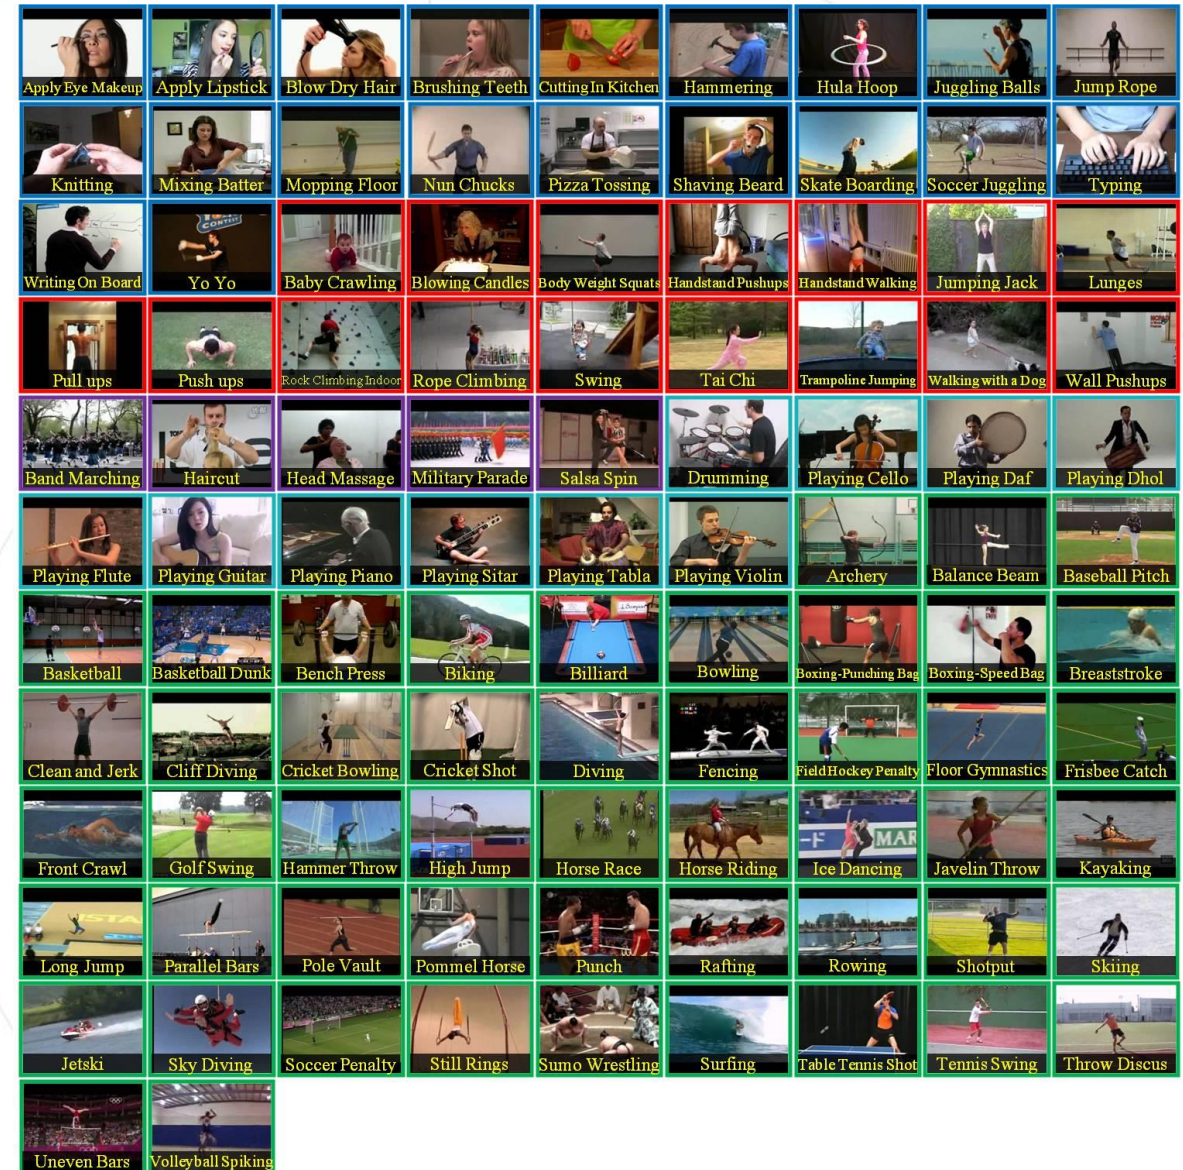 Apply Eye Makeup
Apply Lipstick
Blow Dry Hair
Brushing Teeth
Cutting In Kitchen
Hammering
Hula Hoop
Juggling Balls
Jump Rope
Knitting
Mixing Batter
Mopping Floor
Nun Chucks
Pizza Tossing
Shaving Beard
Skate Boarding
Soccer Juggling
Typing
Writing On Board
CONTEST
Yo Yo
Baby Crawling
Blowing Candles
Body Weight Squats
Handstand Pushups
Handstand Walking
Jumping Jack
Lunges
Pull ups
Push ups
Rock Climbing Indoor
Rope Climbing
Swing
Tai Chi
Trampoline Jumping
Walking with a Dog
Wall Pushups
Band Marching
Haircut
Head Massage
Military Parade
Salsa Spin
Drumming
Playing Cello
Playing Daf
Playing Dhol
Playing Flute
Playing Guitar
Playing Piano
Playing Sitar
Playing Tabla
Playing Violin
Archery
Balance Beam
Baseball Pitch
Basketball
Basketball Dunk
Bench Press
Biking
Billiard
Bowling
Boxing-Punching Bag
Boxing-Speed Bag
Breaststroke
Clean and Jerk
Cliff Diving
Cricket Bowling
Cricket Shot
Diving
Fencing
Field Hockey Penalty
Floor Gymnastics
Frisbee Catch
Front Crawl
Golf Swing
Hammer Throw
High Jump
Horse Race
Horse Riding
F MAR
Ice Dancing
Javelin Throw
Kayaking
Long Jump
Parallel Bars
Pole Vault
Pommel Horse
Punch
Rafting
Rowing
Shotput
Skiing
Jetski
Sky Diving
Soccer Penalty
Still Rings
Sumo Wrestling
Surfing
Table Tennis Shot
Tennis Swing
Throw Discus
Uneven Bars
Volleyball Spiking